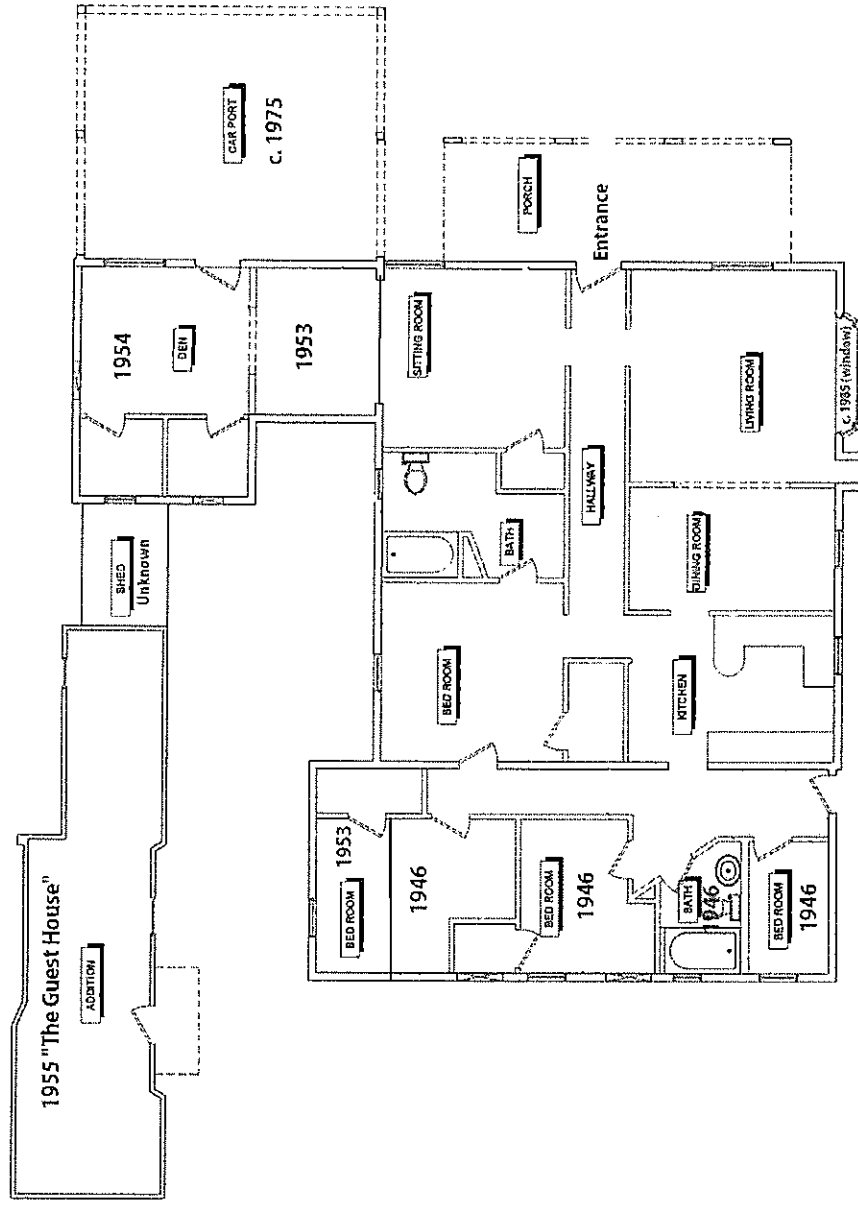 1955 "The Guest House"
ADDITION
SHED
Unknown
1954
DEN
1953
CAR PORT
c. 1975
BED ROOM
1953
1946
BED ROOM
1946
BATH
1946
BED ROOM
1946
BED ROOM
BATH
SITTING ROOM
HALLWAY
KITCHEN
DINING ROOM
LIVING ROOM
c. 1985 (window)
PORCH
Entrance